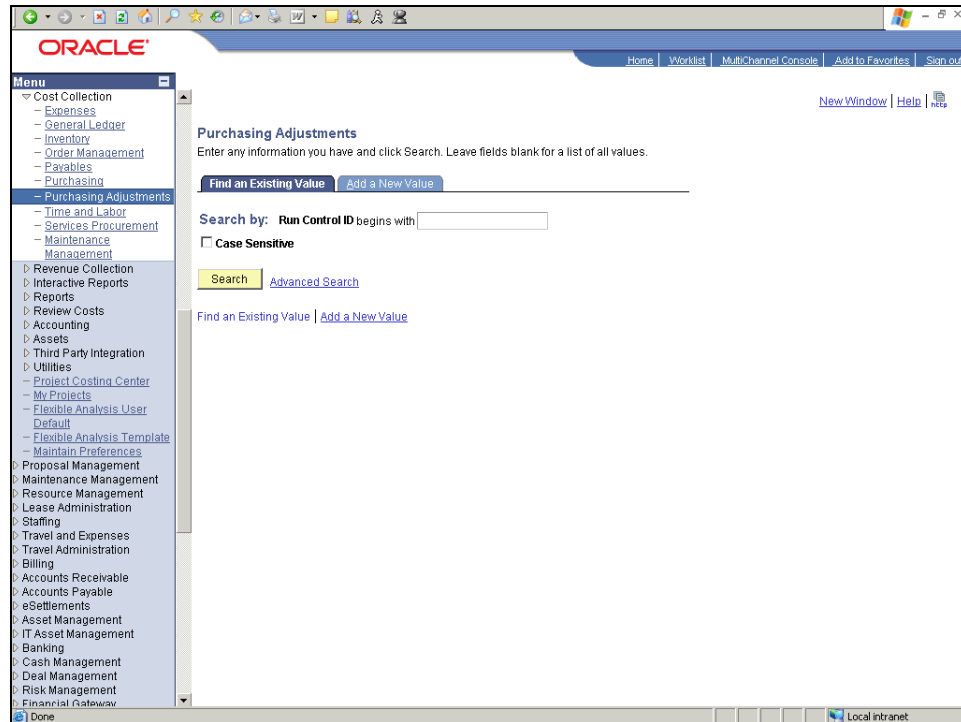 ORACLE
Home | Worklist | MultiChannel Console | Add to Favorites | Sign out
Menu
Cost Collection
– Expenses
– General Ledger
– Inventory
– Order Management
– Payables
– Purchasing
– Purchasing Adjustments
– Time and Labor
– Services Procurement
– Maintenance
Management
Revenue Collection
Interactive Reports
Reports
Review Costs
Accounting
Assets
Third Party Integration
Utilities
– Project Costing Center
– My Projects
– Flexible Analysis User
Default
– Flexible Analysis Template
– Maintain Preferences
Proposal Management
Maintenance Management
Resource Management
Lease Administration
Staffing
Travel and Expenses
Travel Administration
Billing
Accounts Receivable
Accounts Payable
eSettlements
Asset Management
IT Asset Management
Banking
Cash Management
Deal Management
Risk Management
Financial Gateway
New Window | Help | http
Purchasing Adjustments
Enter any information you have and click Search. Leave fields blank for a list of all values.
Find an Existing Value
Add a New Value
Search by: Run Control ID begins with
Case Sensitive
Search
Advanced Search
Find an Existing Value | Add a New Value
Done
Local intranet